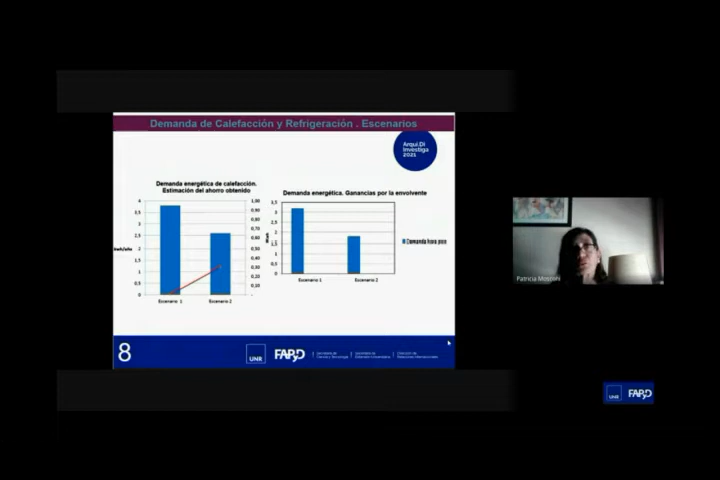 Demanda de Calefacción y Refrigeración . Escenarios
Arqui.Di
Investiga
2021
Demanda energética de calefacción.
Estimación del ahorro obtenido
4
3,5
3
2,5
2
1,5
1
0,5
0
1,00
0,90
0,80
0,70
0,60
0,50
0,40
0,30
0,20
0,10
-
Escenario 1
Escenario 2
Demanda energética. Ganancias por la envolvente
3,5
3
2,5
2
1,5
1
0,5
0
Escenario 1
Escenario 2
Demanda hora pico
8
UNR
FAPyD
Patricia Mosconi
UNR
FAPyD